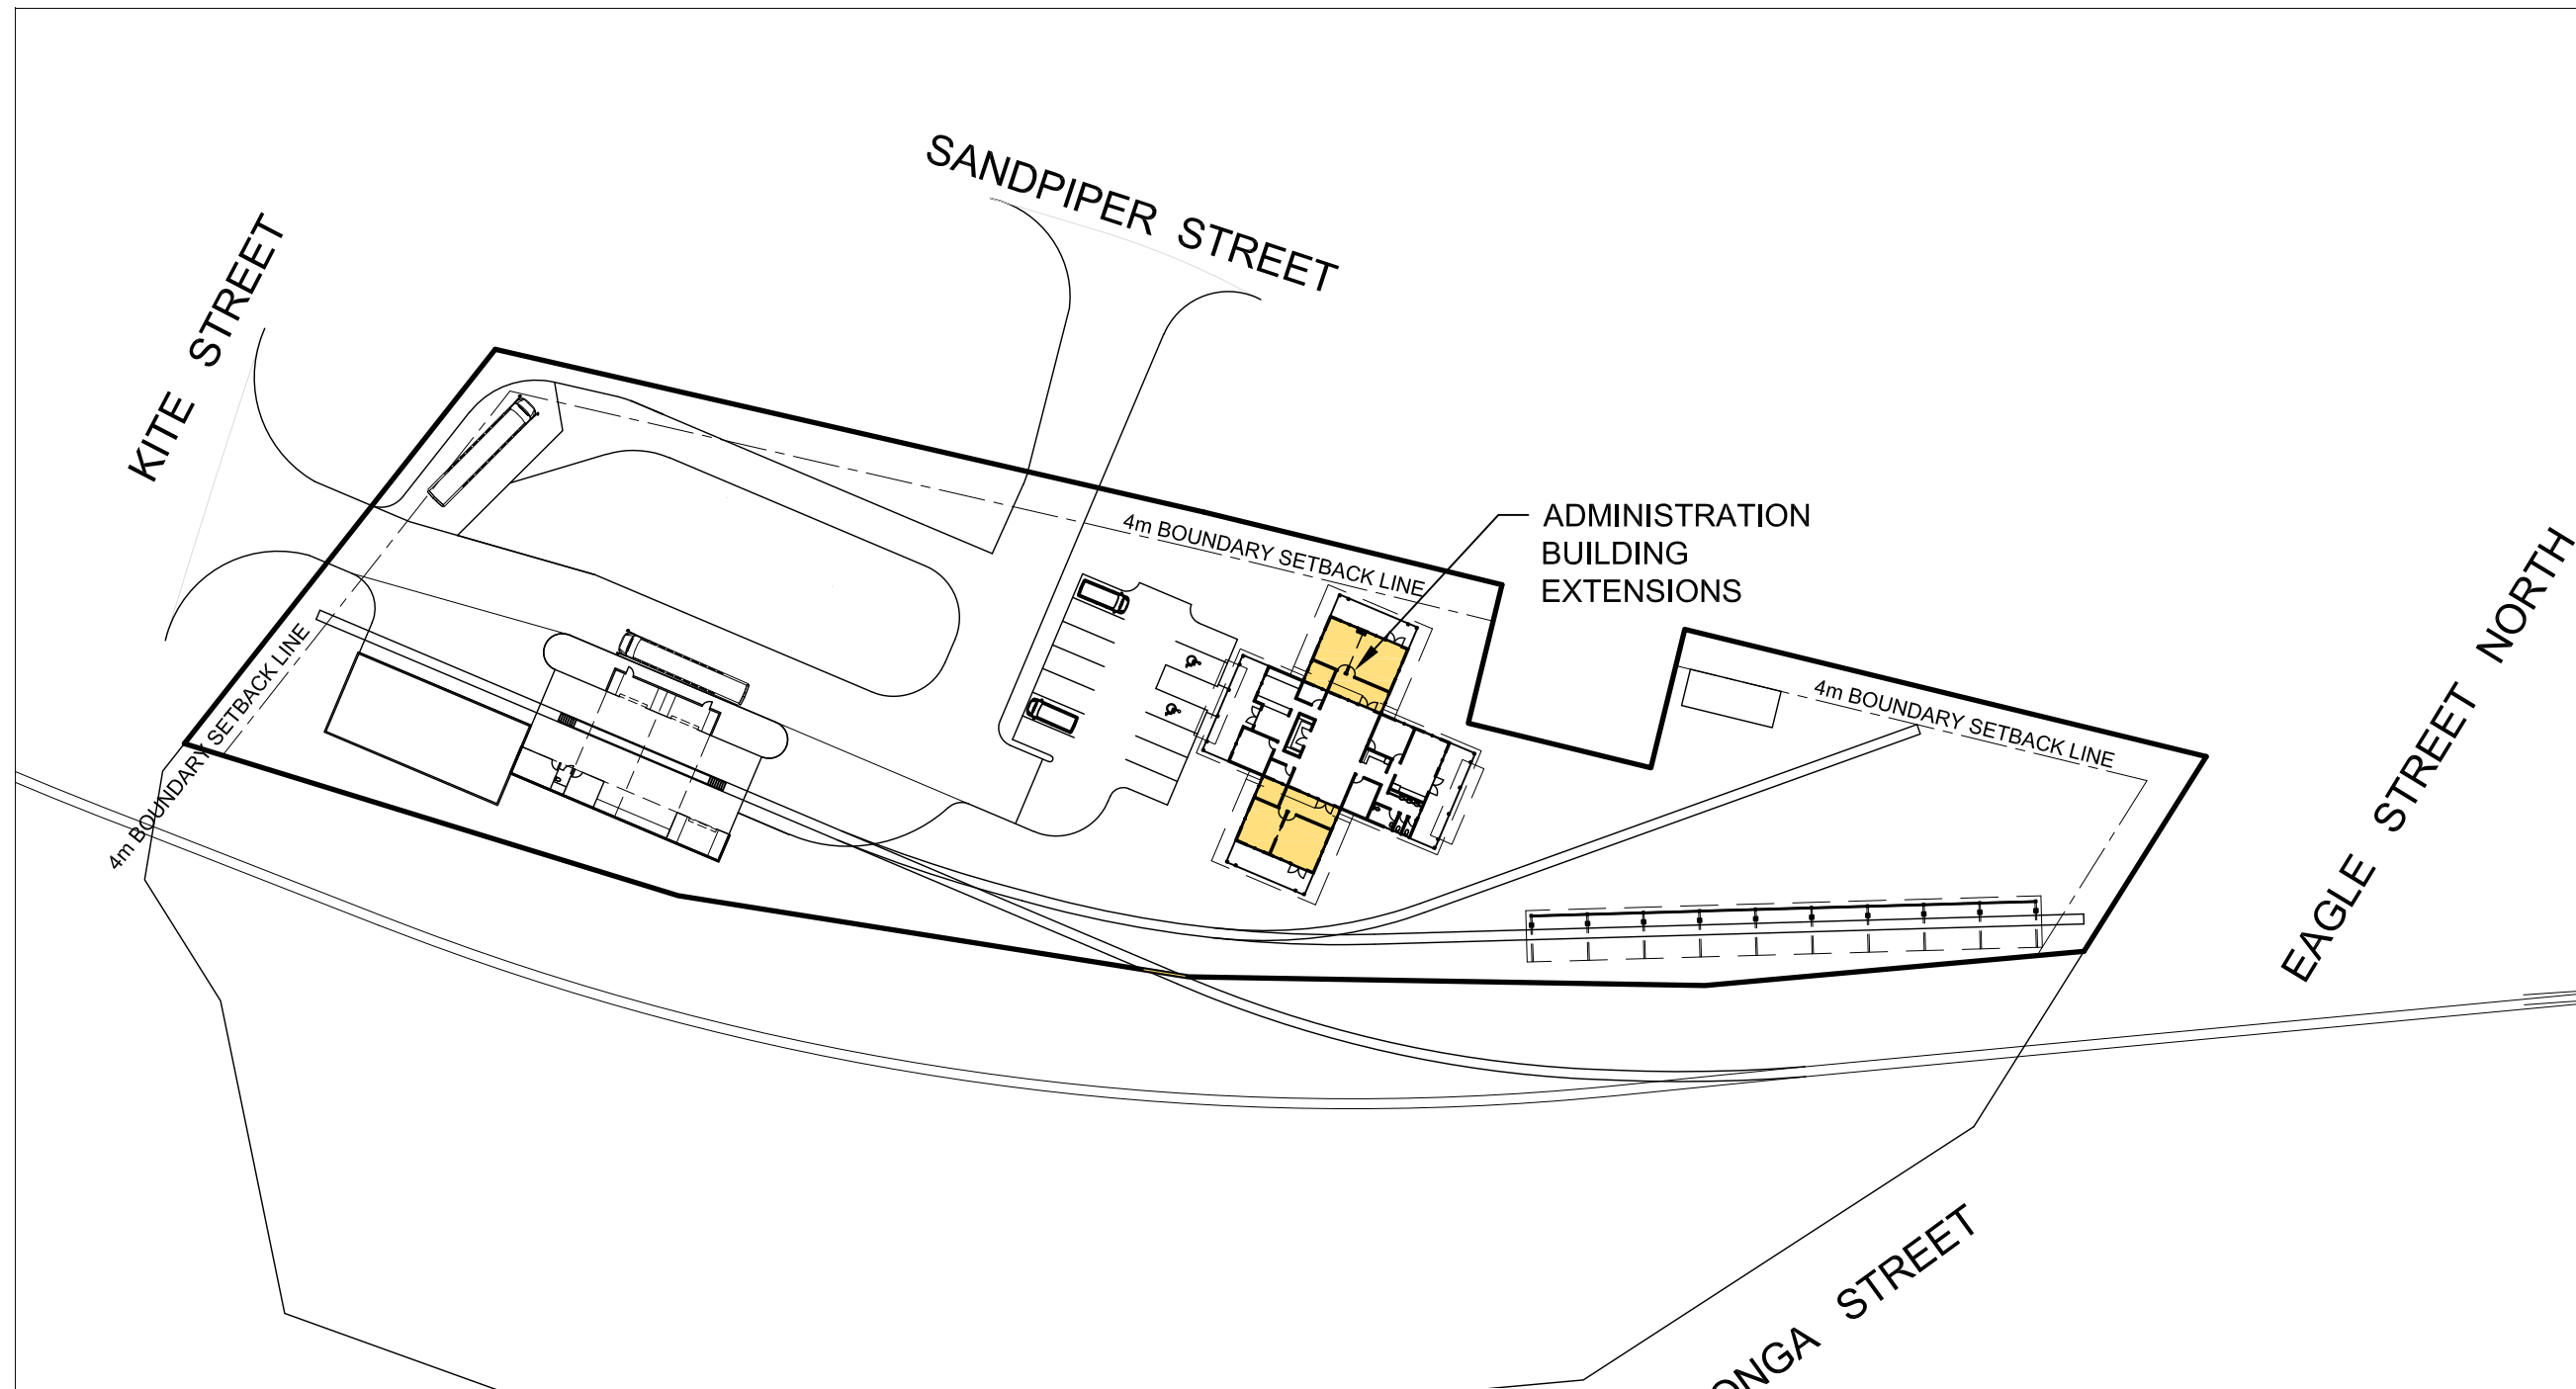 SANDPIPER STREET
KITE STREET
4m BOUNDARY SETBACK LINE
ADMINISTRATION
BUILDING
EXTENSIONS
EAGLE STREET NORTH
4m BOUNDARY SETBACK LINE
4m BOUNDARY SETBACK LINE
STREET